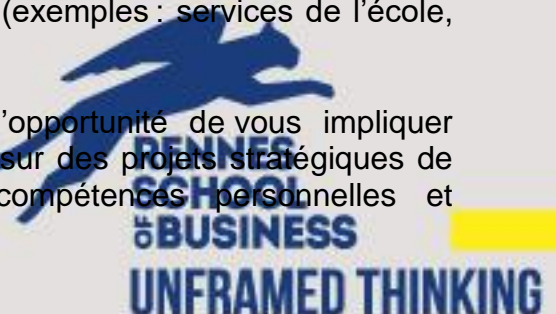 (exemples : services de l’école,
’opportunité de vous impliquer
sur des projets stratégiques de
compétences personnelles et
RENNES
SCHOOL
OF BUSINESS
UNFRAMED THINKING